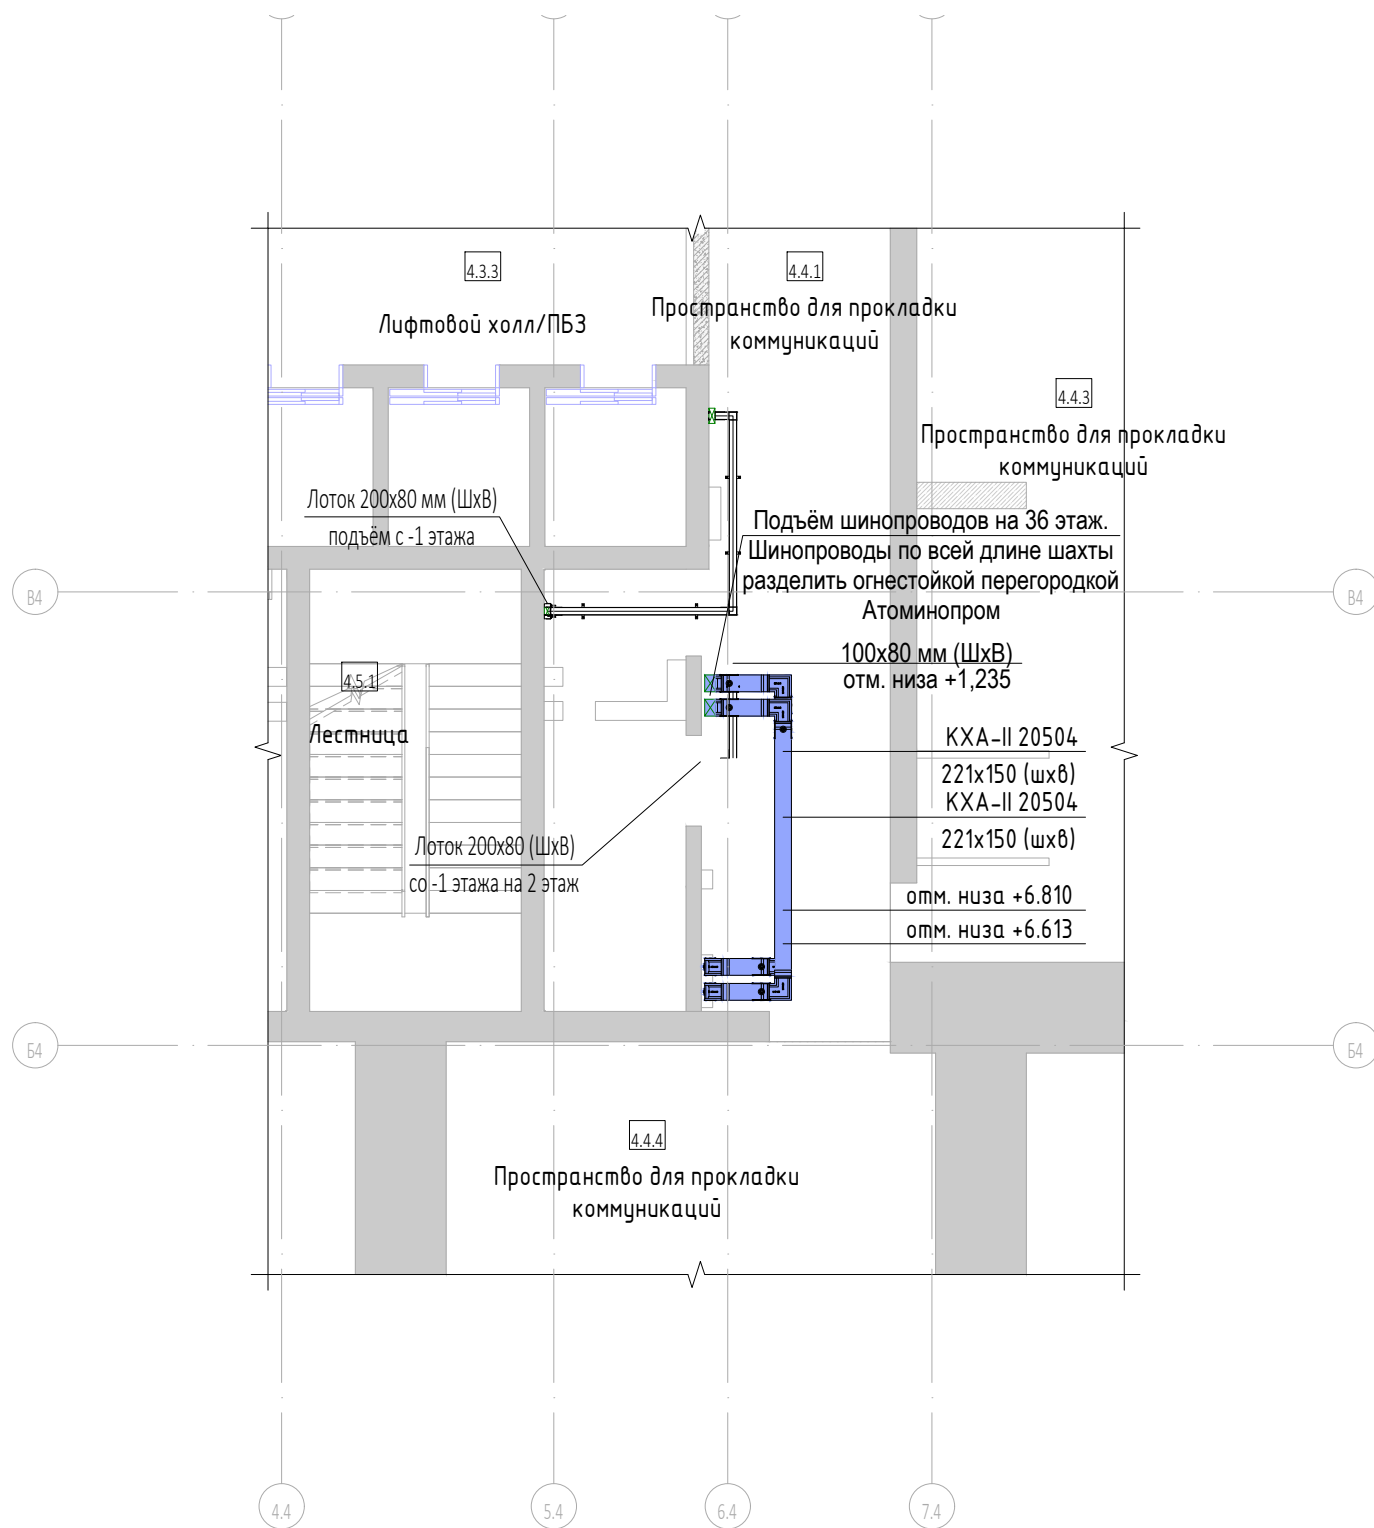 4.3.3
4.4.1
Лифтовой холл/ПБЗ
Пространство для прокладки
коммуникаций
4.4.3
Пространство для прокладки
коммуникаций
Лоток 200х80 мм (ШхВ)
подъём с -1 этажа
Подъём шинопроводов на 36 этаж.
Шинопроводы по всей длине шахты
разделить огнестойкой перегородкой
Атоминопром
В4
В4
100х80 мм (ШхВ)
отм. низа +1,235
4.5.1
Лестница
КХА-II 20504
221х150 (шхв)
КХА-II 20504
221х150 (шхв)
Лоток 200х80 (ШхВ)
со -1 этажа на 2 этаж
отм. низа +6.810
отм. низа +6.613
Б4
Б4
4.4.4
Пространство для прокладки
коммуникаций
4.4
5.4
6.4
7.4